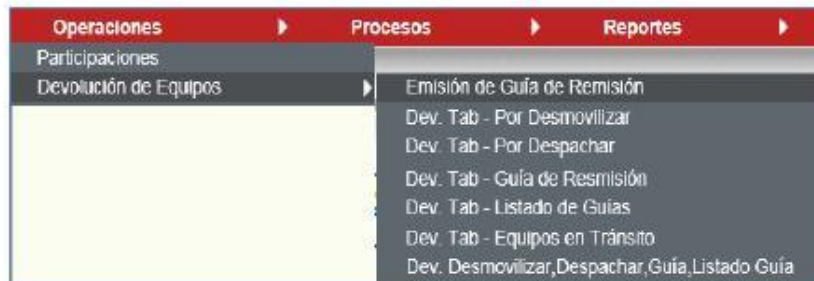 Operaciones Procesos Reportes
Participaciones
Devolución de Equipos Emisión de Guía de Remisión
Dev. Tab - Por Desmovilizar
Dev. Tab - Por Despachar
Dev. Tab - Guía de Resmisión
Dev. Tab - Listado de Guías
Dev. Tab - Equipos en Tránsito
Dev. Desmovilizar,Despachar,Guía,Listado Guía